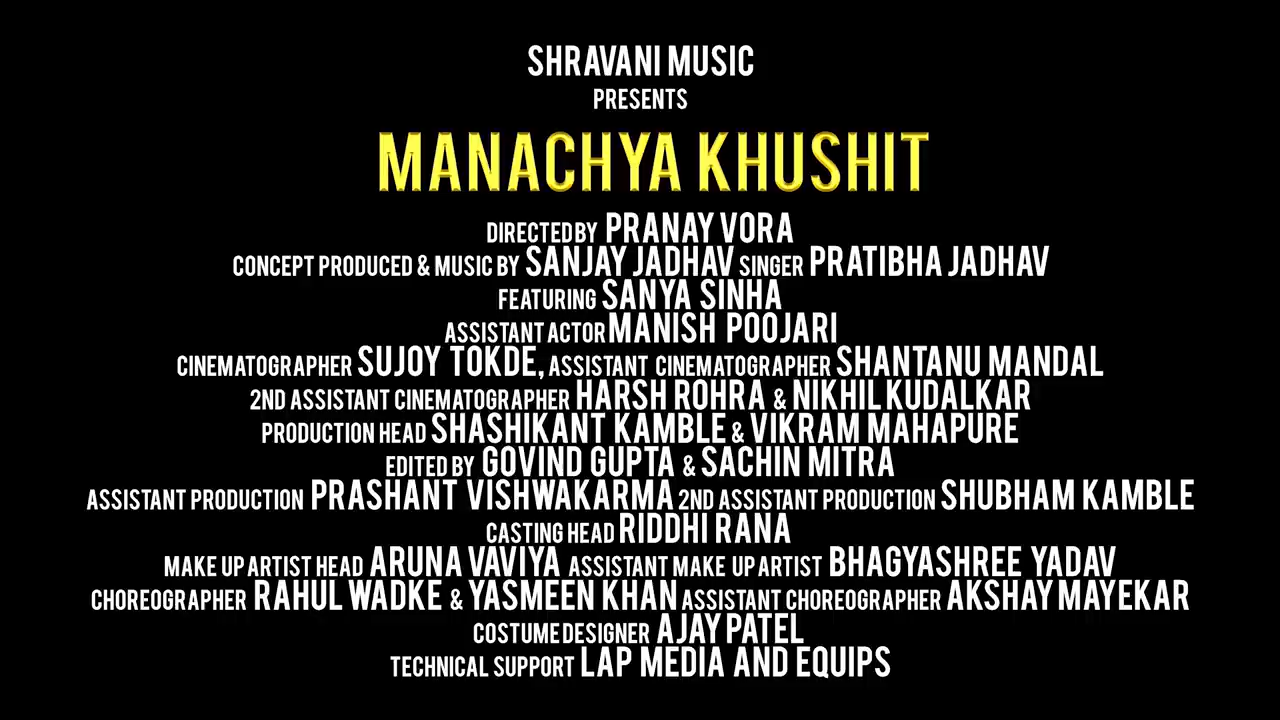 SHRAVANI MUSIC
PRESENTS
MANACHYA KHUSHIT
DIRECTED BY PRANAY VORA
CONCEPT PRODUCED & MUSIC BY SANJAY JADHAV SINGER PRATIBHA JADHAV
FEATURING SANYA SINHA
ASSISTANT ACTOR MANISH POOJARI
CINEMATOGRAPHER SUJOY TOKDE, ASSISTANT CINEMATOGRAPHER SHANTANU MANDAL
2ND ASSISTANT CINEMATOGRAPHER HARSH ROHRA & NIKHIL KUDALKAR
PRODUCTION HEAD SHASHIKANT KAMBLE & VIKRAM MAHAPURE
EDITED BY GOVIND GUPTA & SACHIN MITRA
ASSISTANT PRODUCTION PRASHANT VISHWAKARMA 2ND ASSISTANT PRODUCTION SHUBHAM KAMBLE
CASTING HEAD RIDDHI RANA
MAKE UP ARTIST HEAD ARUNA VAVIYA ASSISTANT MAKE UP ARTIST BHAGYASHREE YADAV
CHOREOGRAPHER RAHUL WADKE & YASMEEN KHAN ASSISTANT CHOREOGRAPHER AKSHAY MAYEKAR
COSTUME DESIGNER AJAY PATEL
TECHNICAL SUPPORT LAP MEDIA AND EQUIPS